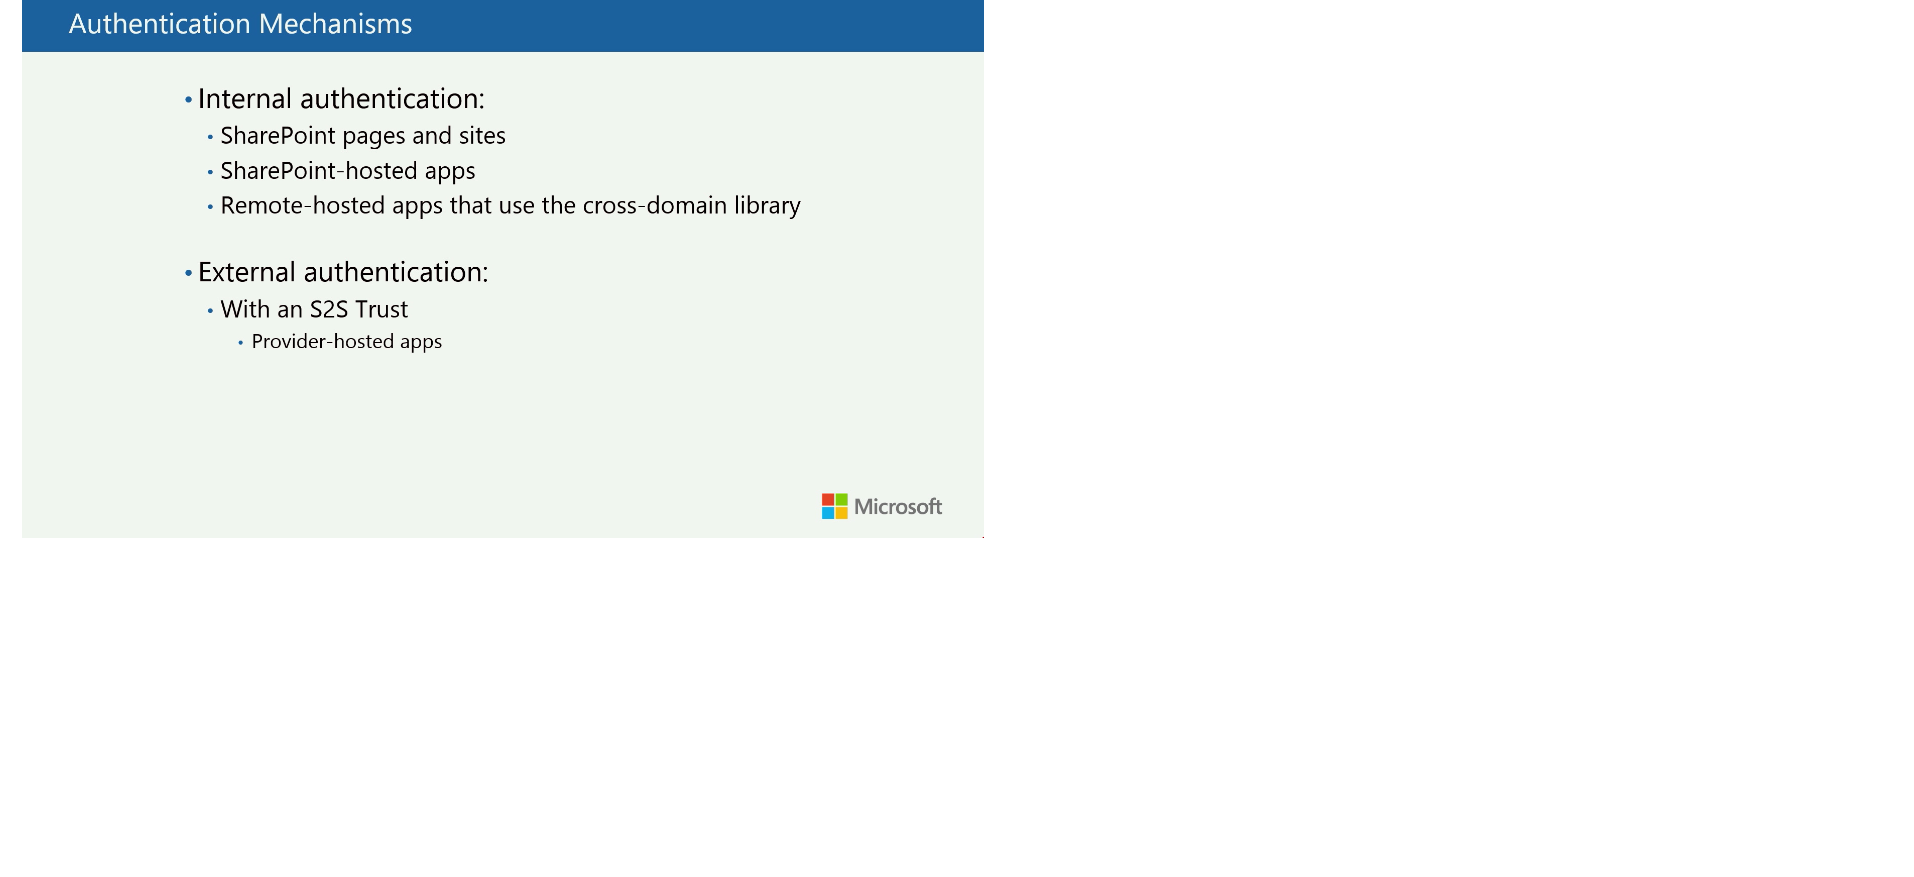 Authentication Mechanisms
• Internal authentication:
• SharePoint pages and sites
• SharePoint-hosted apps
• Remote-hosted apps that use the cross-domain library
• External authentication:
• With an S2S Trust
• Provider-hosted apps
Microsoft